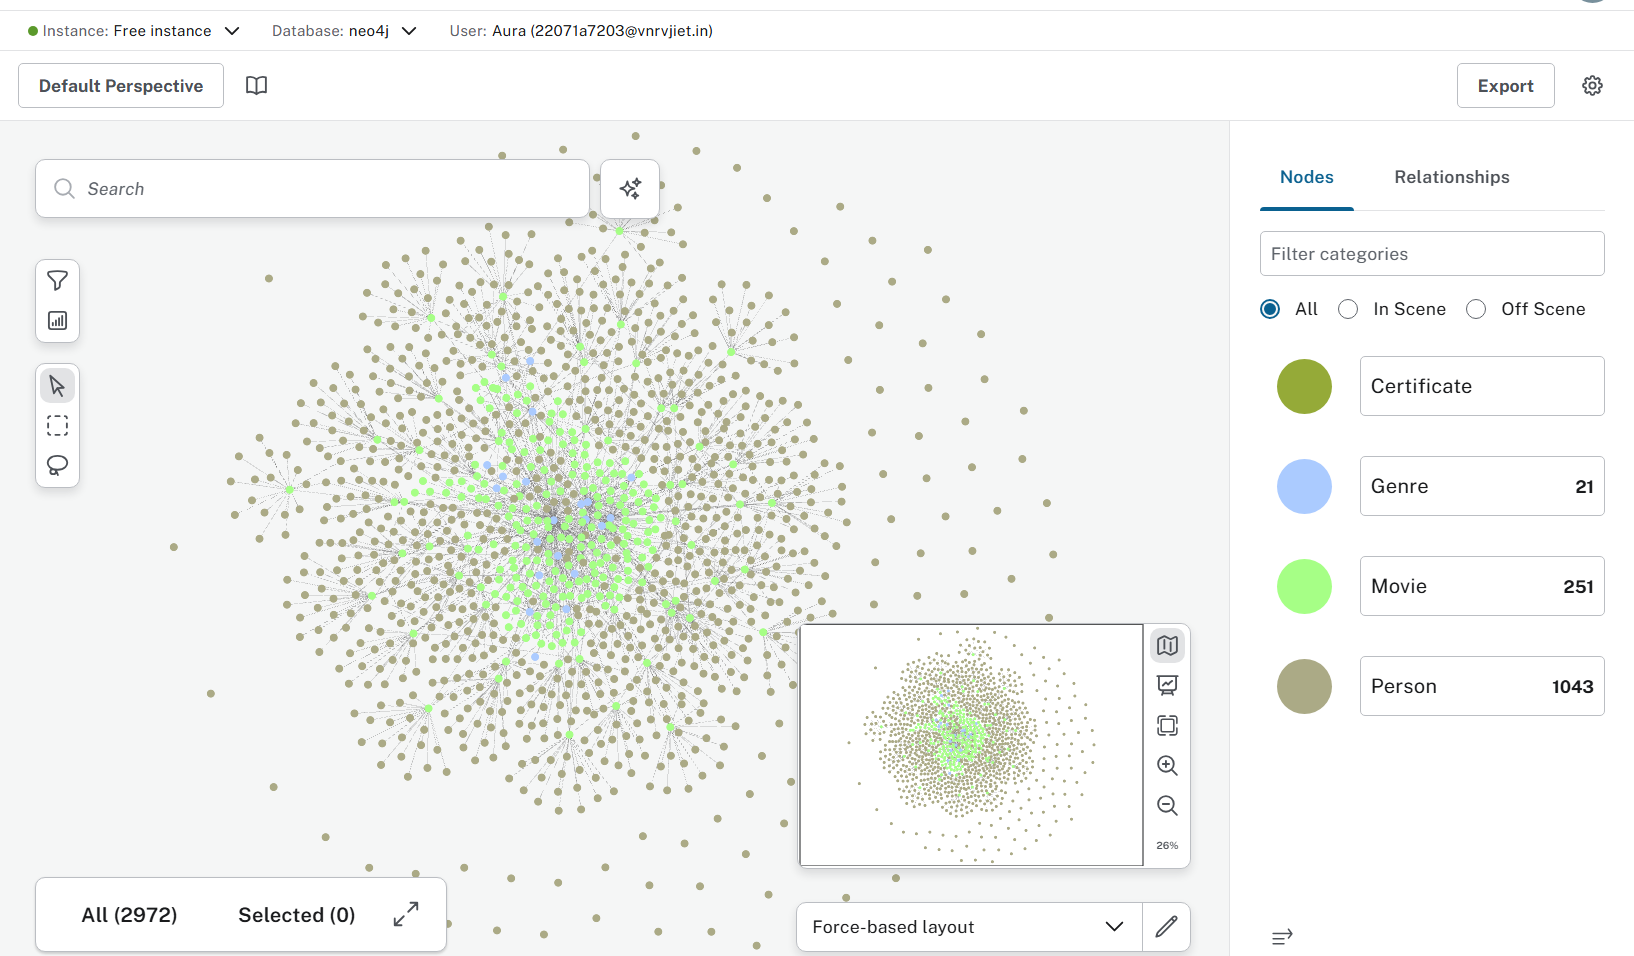 Instance: Free instance Database: neo4j User: Aura (22071a7203@vnrvjiet.in)
Default Perspective Export
Search
Nodes Relationships
Filter categories
All In Scene Off Scene
Certificate
Genre 21
Movie 251
Person 1043
26%
All (2972) Selected (0)
Force-based layout